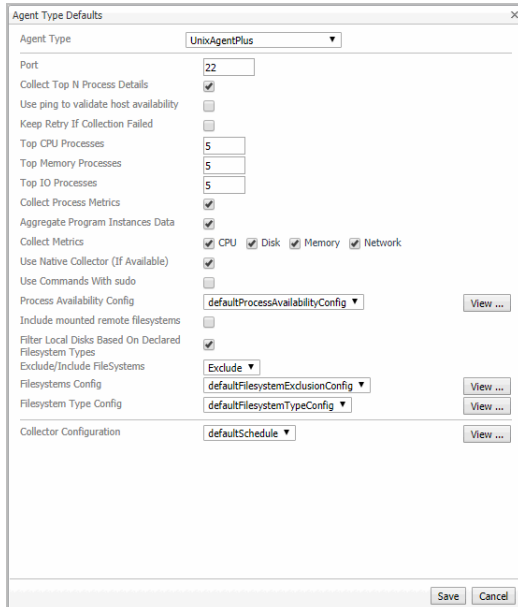 Agent Type Defaults
Agent Type UnixAgentPlus
Port 22
Collect Top N Process Details
Use ping to validate host availability
Keep Retry If Collection Failed
Top CPU Processes 5
Top Memory Processes 5
Top IO Processes 5
Collect Process Metrics
Aggregate Program Instances Data
Collect Metrics CPU Disk Memory Network
Use Native Collector (If Available)
Use Commands With sudo
Process Availability Config defaultProcessAvailabilityConfig View ...
Include mounted remote filesystems
Filter Local Disks Based On Declared
Filesystem Types
Exclude/Include FileSystems Exclude
Filesystems Config defaultFilesystemExclusionConfig View ...
Filesystem Type Config defaultFilesystemTypeConfig View ...
Collector Configuration defaultSchedule View ...
Save Cancel